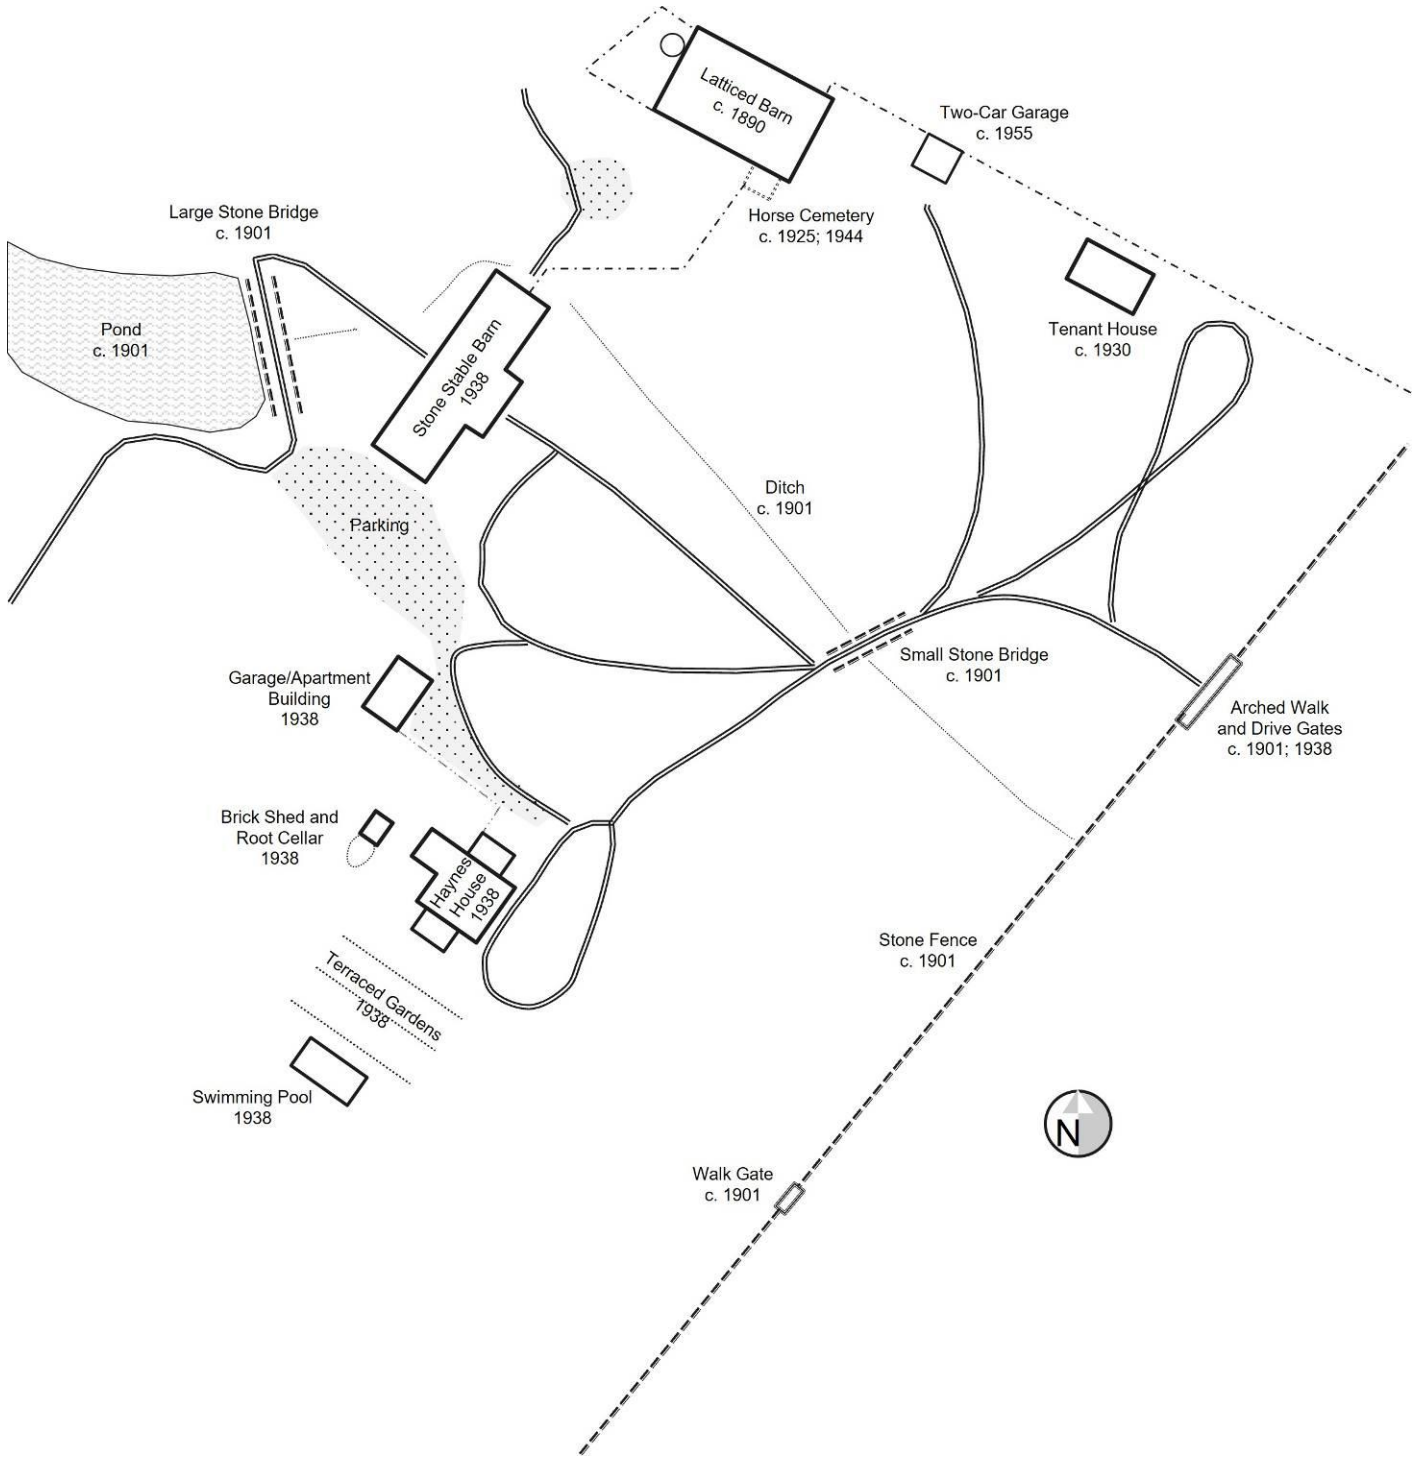 Latticed Barn
c. 1890
Two-Car Garage
c. 1955
Large Stone Bridge
c. 1901
Horse Cemetery
c. 1925; 1944
Pond
c. 1901
Tenant House
c. 1930
Stone Stable Barn
1938
Ditch
c. 1901
Parking
Small Stone Bridge
c. 1901
Garage/Apartment
Building
1938
Arched Walk
and Drive Gates
c. 1901; 1938
Brick Shed and
Root Cellar
1938
Haynes
House
1938
Stone Fence
c. 1901
Terraced Gardens
1938
Swimming Pool
1938
N
Walk Gate
c. 1901